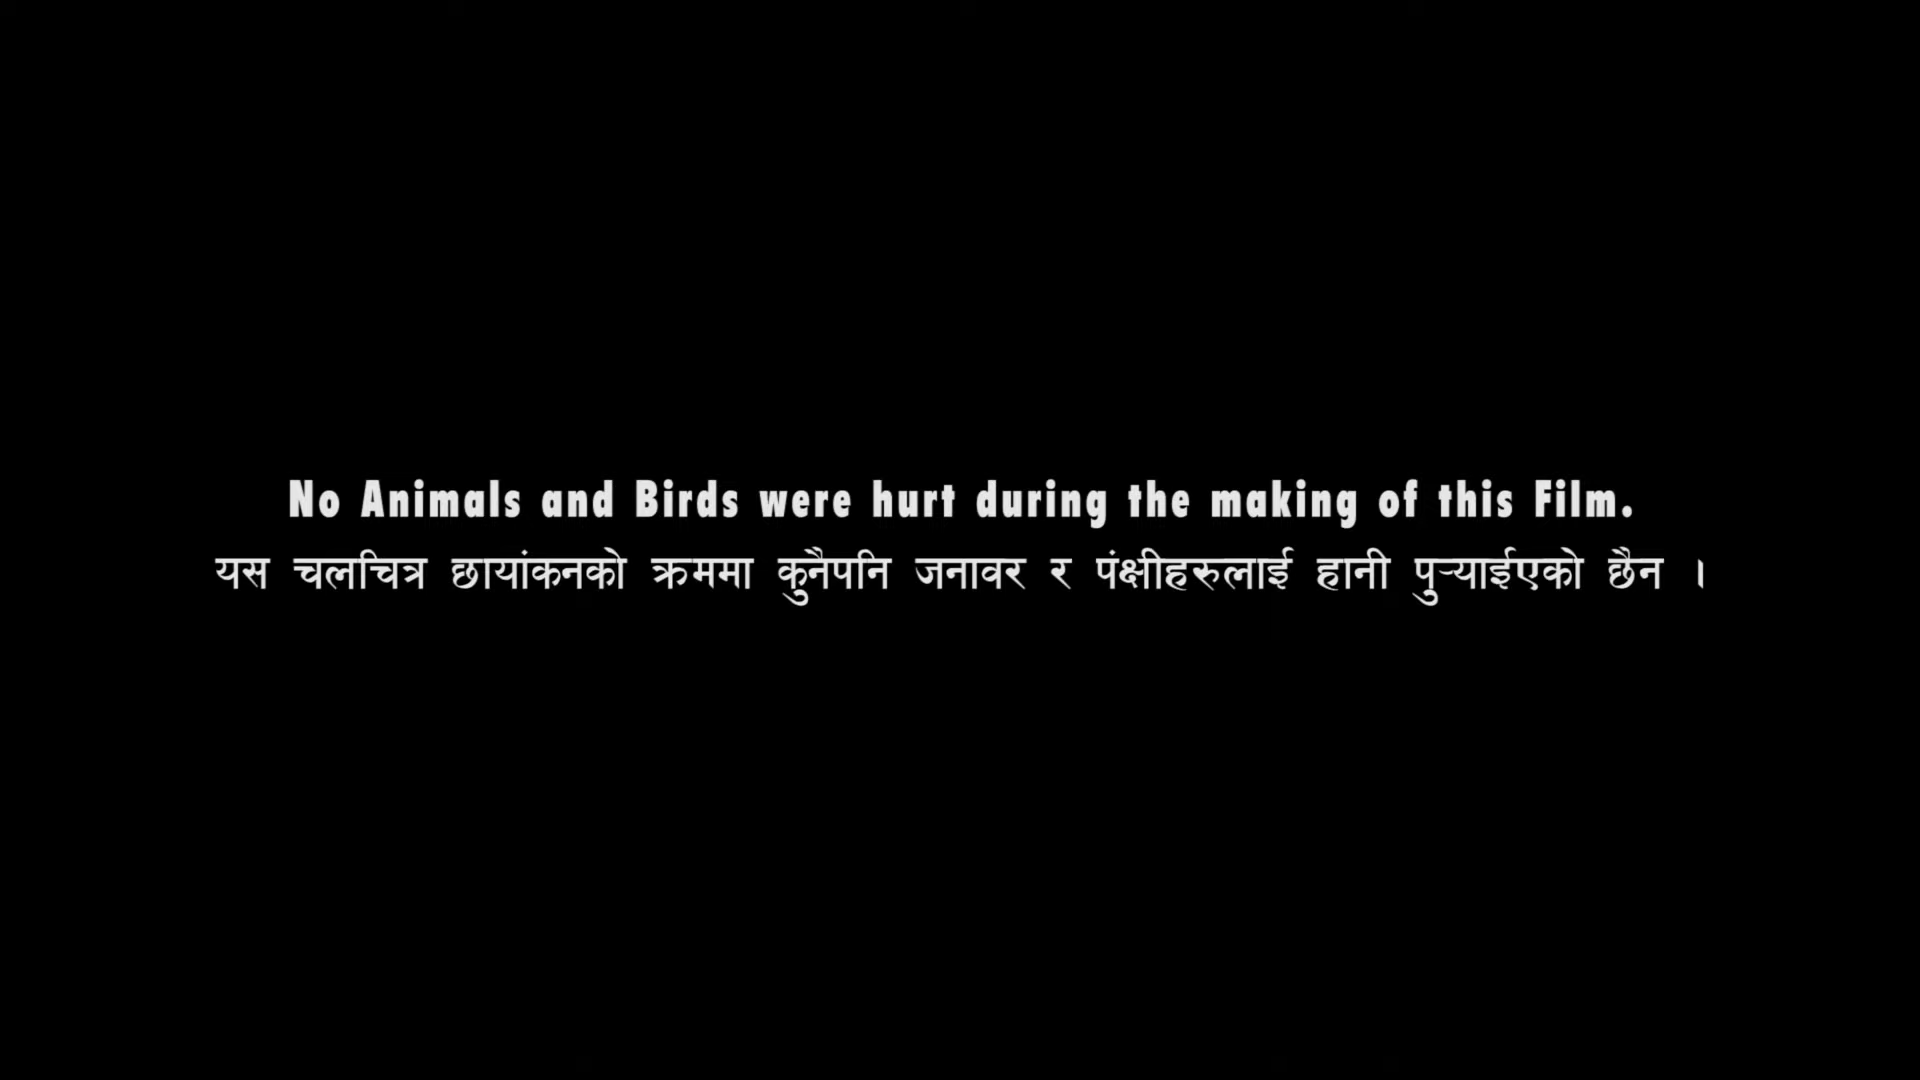 No Animals and Birds were hurt during the making of this Film.
यस चलचित्र छायांकनको क्रममा कुनैपनि जनावर र पंक्षीहरुलाई हानी पुर्‍याईएको छैन ।